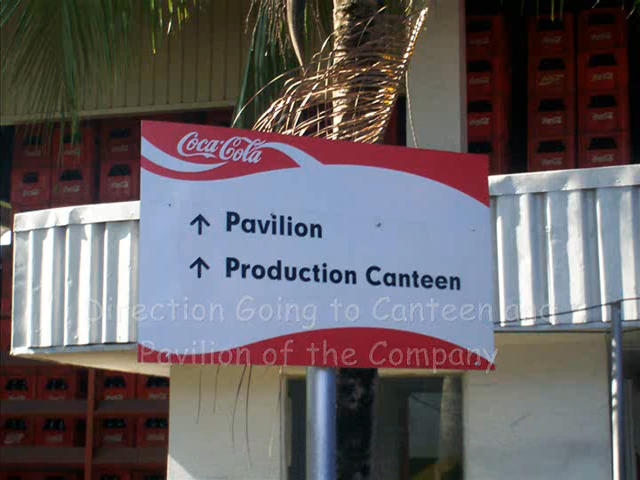 Coca-Cola
↑ Pavilion
↑ Production Canteen
Direction Going to Canteen and
Pavilion of the Company